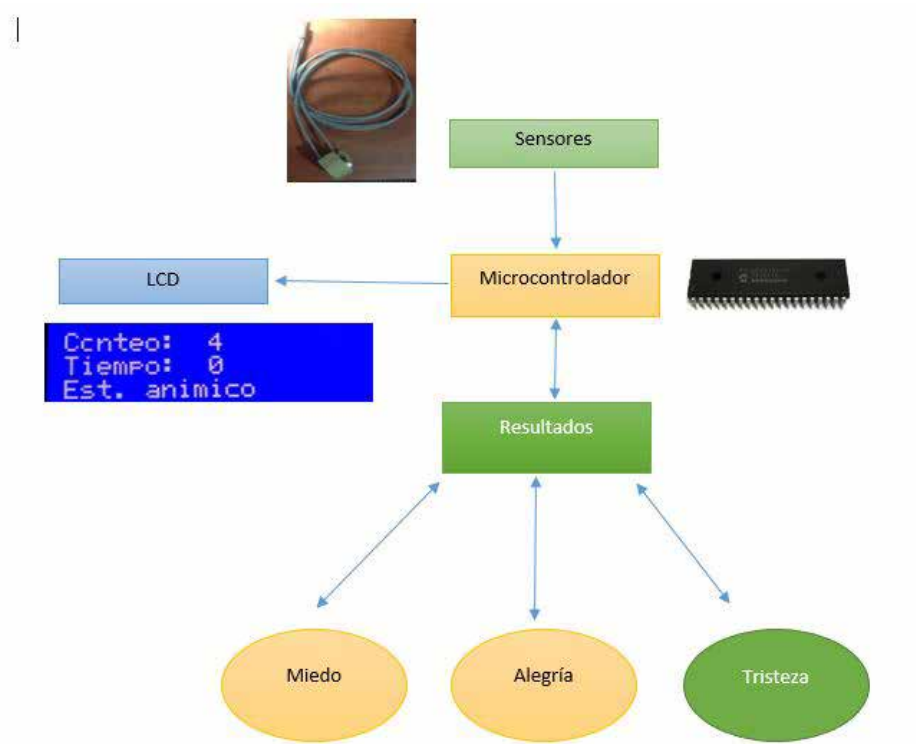 Sensores
LCD
Microcontrolador
Ccnteo: 4
Tiempo: 0
Est. animico
Resultados
Miedo
Alegría
Tristeza